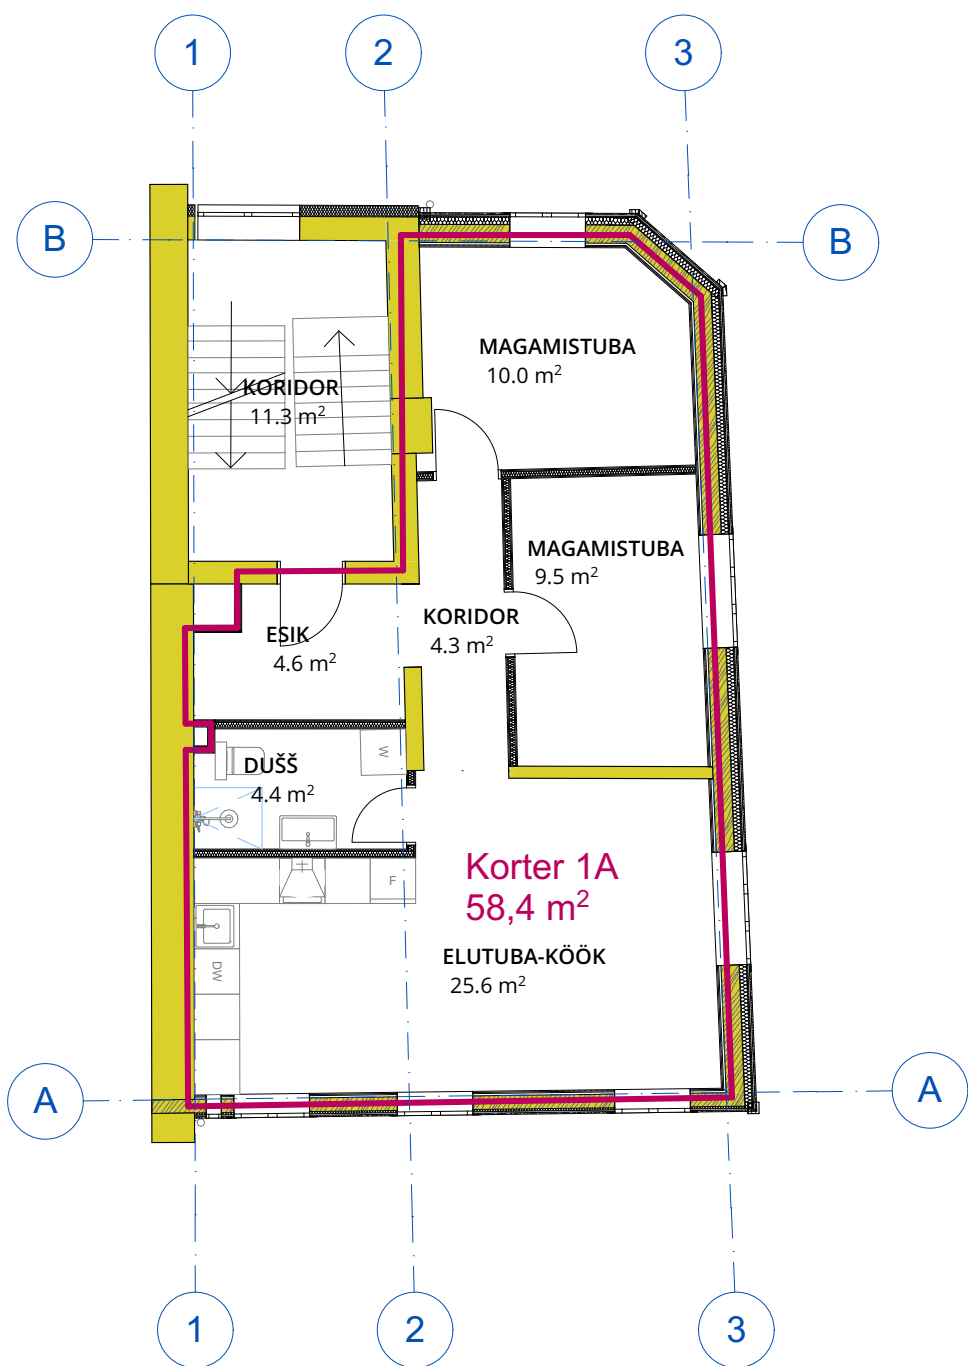 1
2
3
B
B
MAGAMISTUBA
10.0 m²
KORIDOR
11.3 m²
MAGAMISTUBA
9.5 m²
KORIDOR
4.3 m²
ESIK
4.6 m²
W
DUŠŠ
4.4 m²
F
Korter 1A
58,4 m²
DW
ELUTUBA-KÖÖK
25.6 m²
A
A
1
2
3